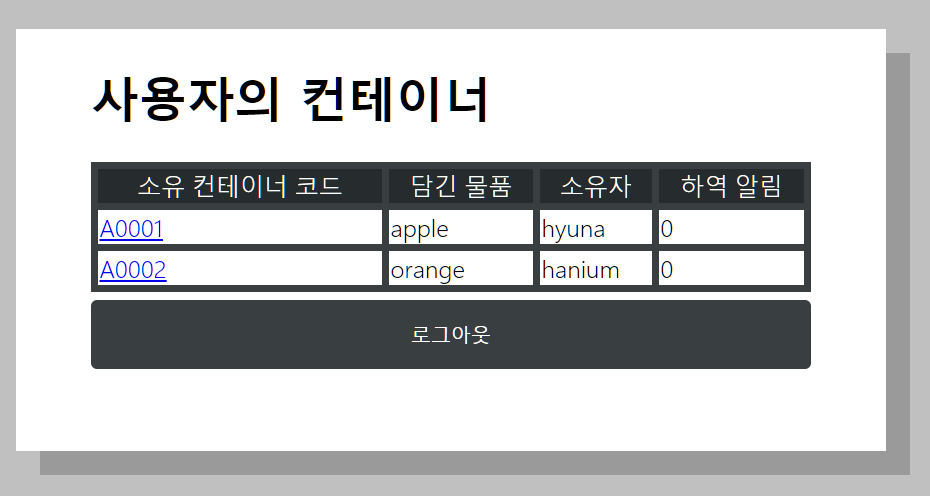 사용자의 컨테이너
소유 컨테이너 코드 담긴 물품 소유자 하역 알림
A0001 apple hyuna 0
A0002 orange hanium 0
로그아웃